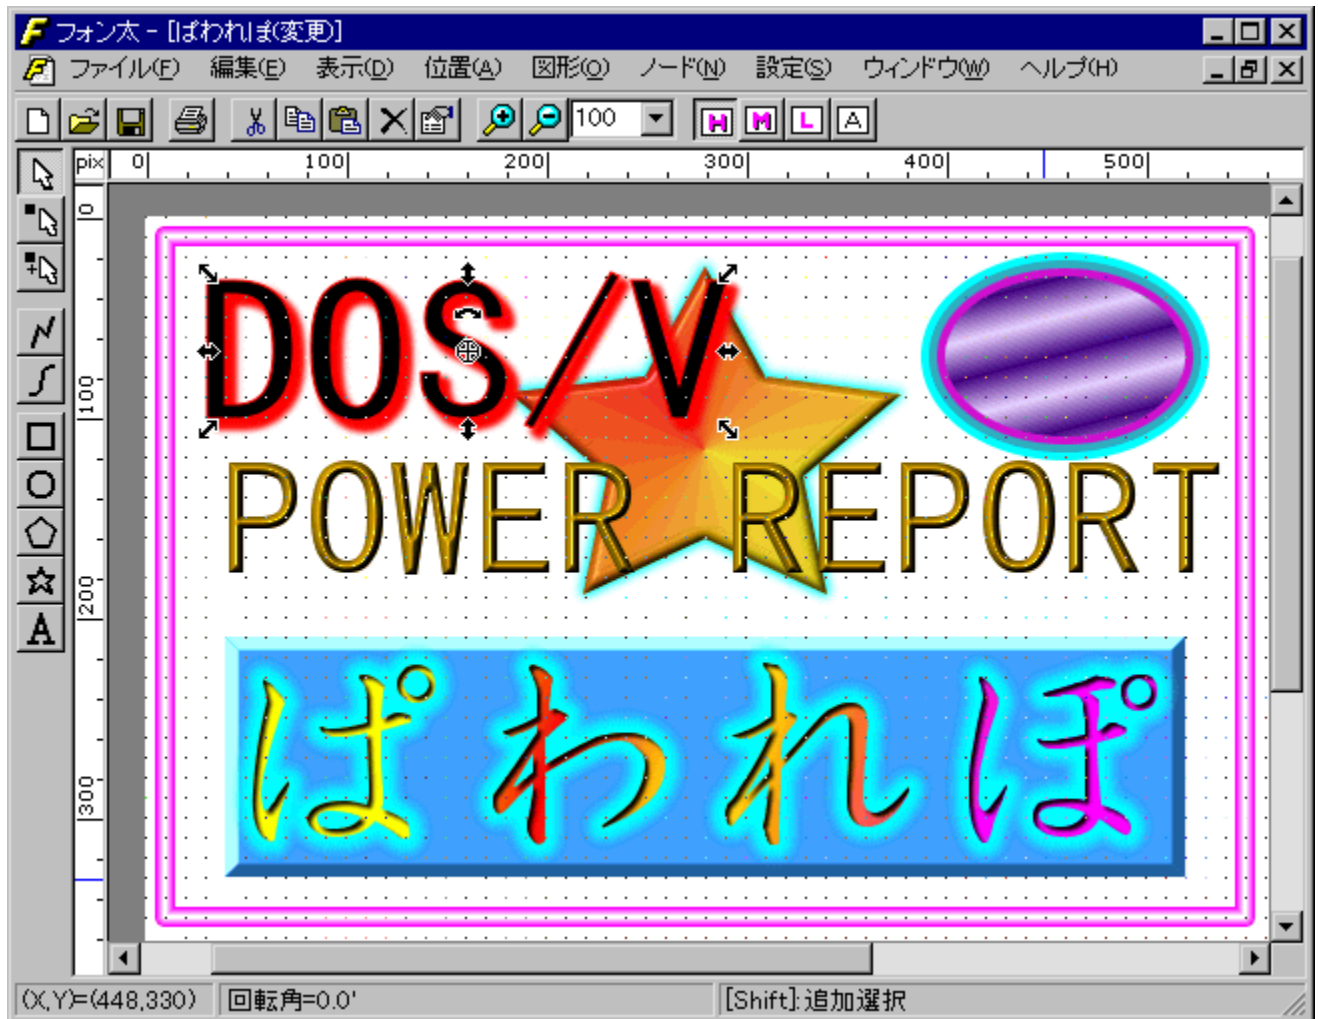 フォン太 - [ぱわれぽ(変更)]
ファイル(F) 編集(E) 表示(D) 位置(A) 図形(O) ノード(N) 設定(S) ウィンドウ(W) ヘルプ(H)
100 H M L A
pix 0 100 200 300 400 500
0
100
200
300
DOS/V
POWER REPORT
ぱわれぽ
A
(X,Y)=(448,330) 回転角=0.0' [Shift]:追加選択